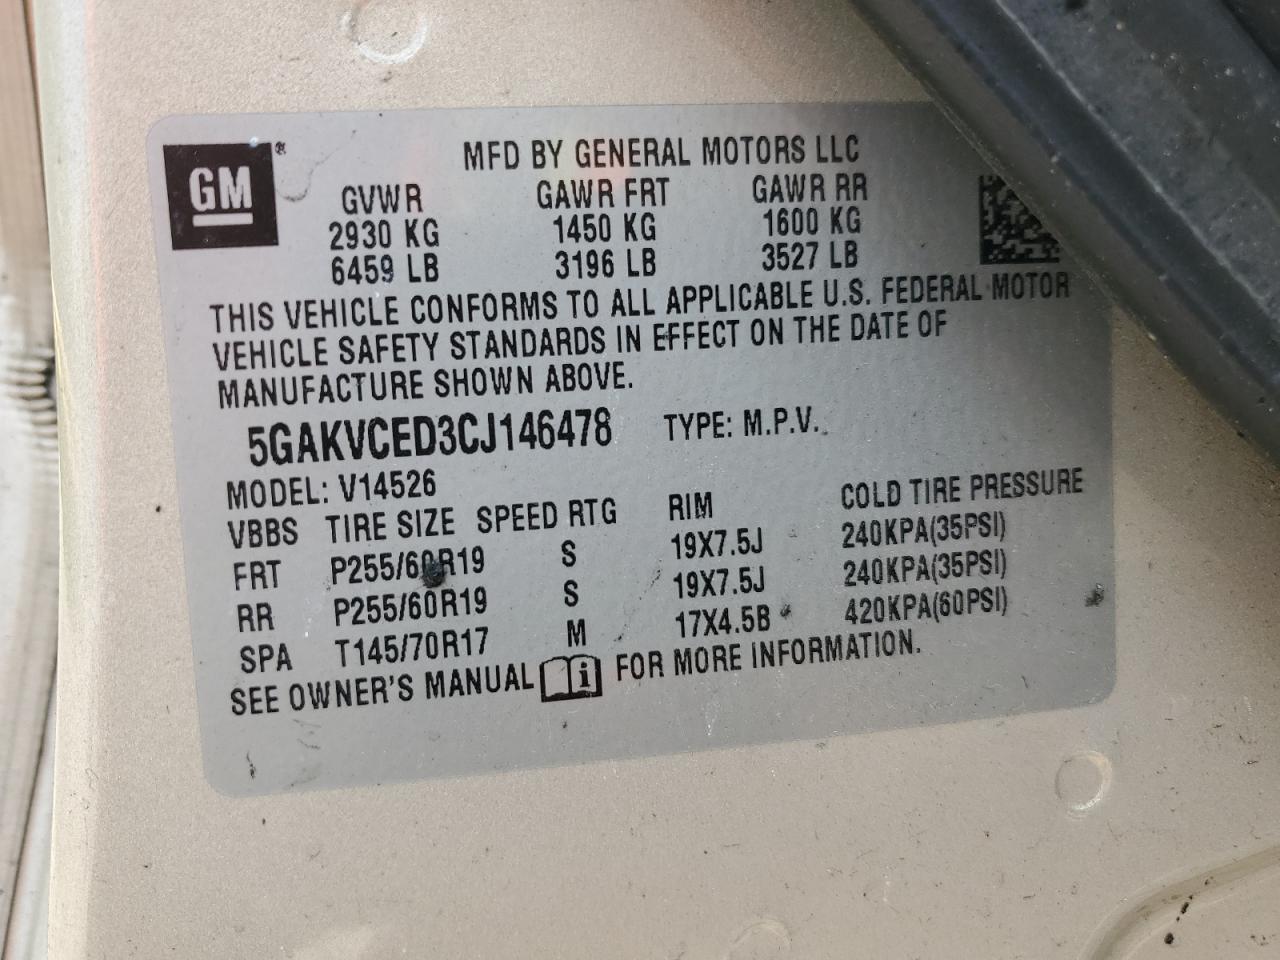 GM®
MFD BY GENERAL MOTORS LLC
GVWR GAWR FRT GAWR RR
2930 KG 1450 KG 1600 KG
6459 LB 3196 LB 3527 LB
THIS VEHICLE CONFORMS TO ALL APPLICABLE U.S. FEDERAL MOTOR
VEHICLE SAFETY STANDARDS IN EFFECT ON THE DATE OF
MANUFACTURE SHOWN ABOVE.
5GAKVCED3CJ146478 TYPE: M.P.V.
MODEL: V14526
VBBS TIRE SIZE SPEED RTG RIM COLD TIRE PRESSURE
FRT P255/60R19 S 19X7.5J 240KPA(35PSI)
RR P255/60R19 S 19X7.5J 240KPA(35PSI)
SPA T145/70R17 M 17X4.5B 420KPA(60PSI)
SEE OWNER'S MANUAL i FOR MORE INFORMATION.